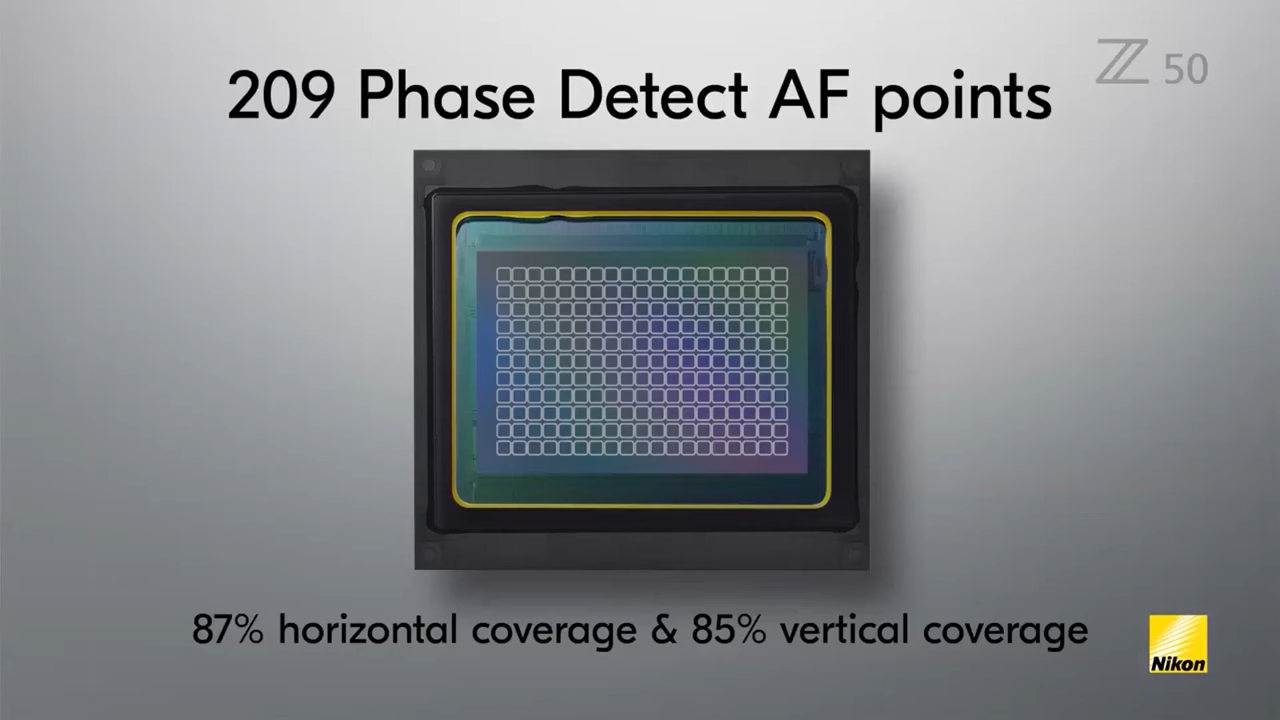 209 Phase Detect AF points
Z 50
87% horizontal coverage & 85% vertical coverage
Nikon